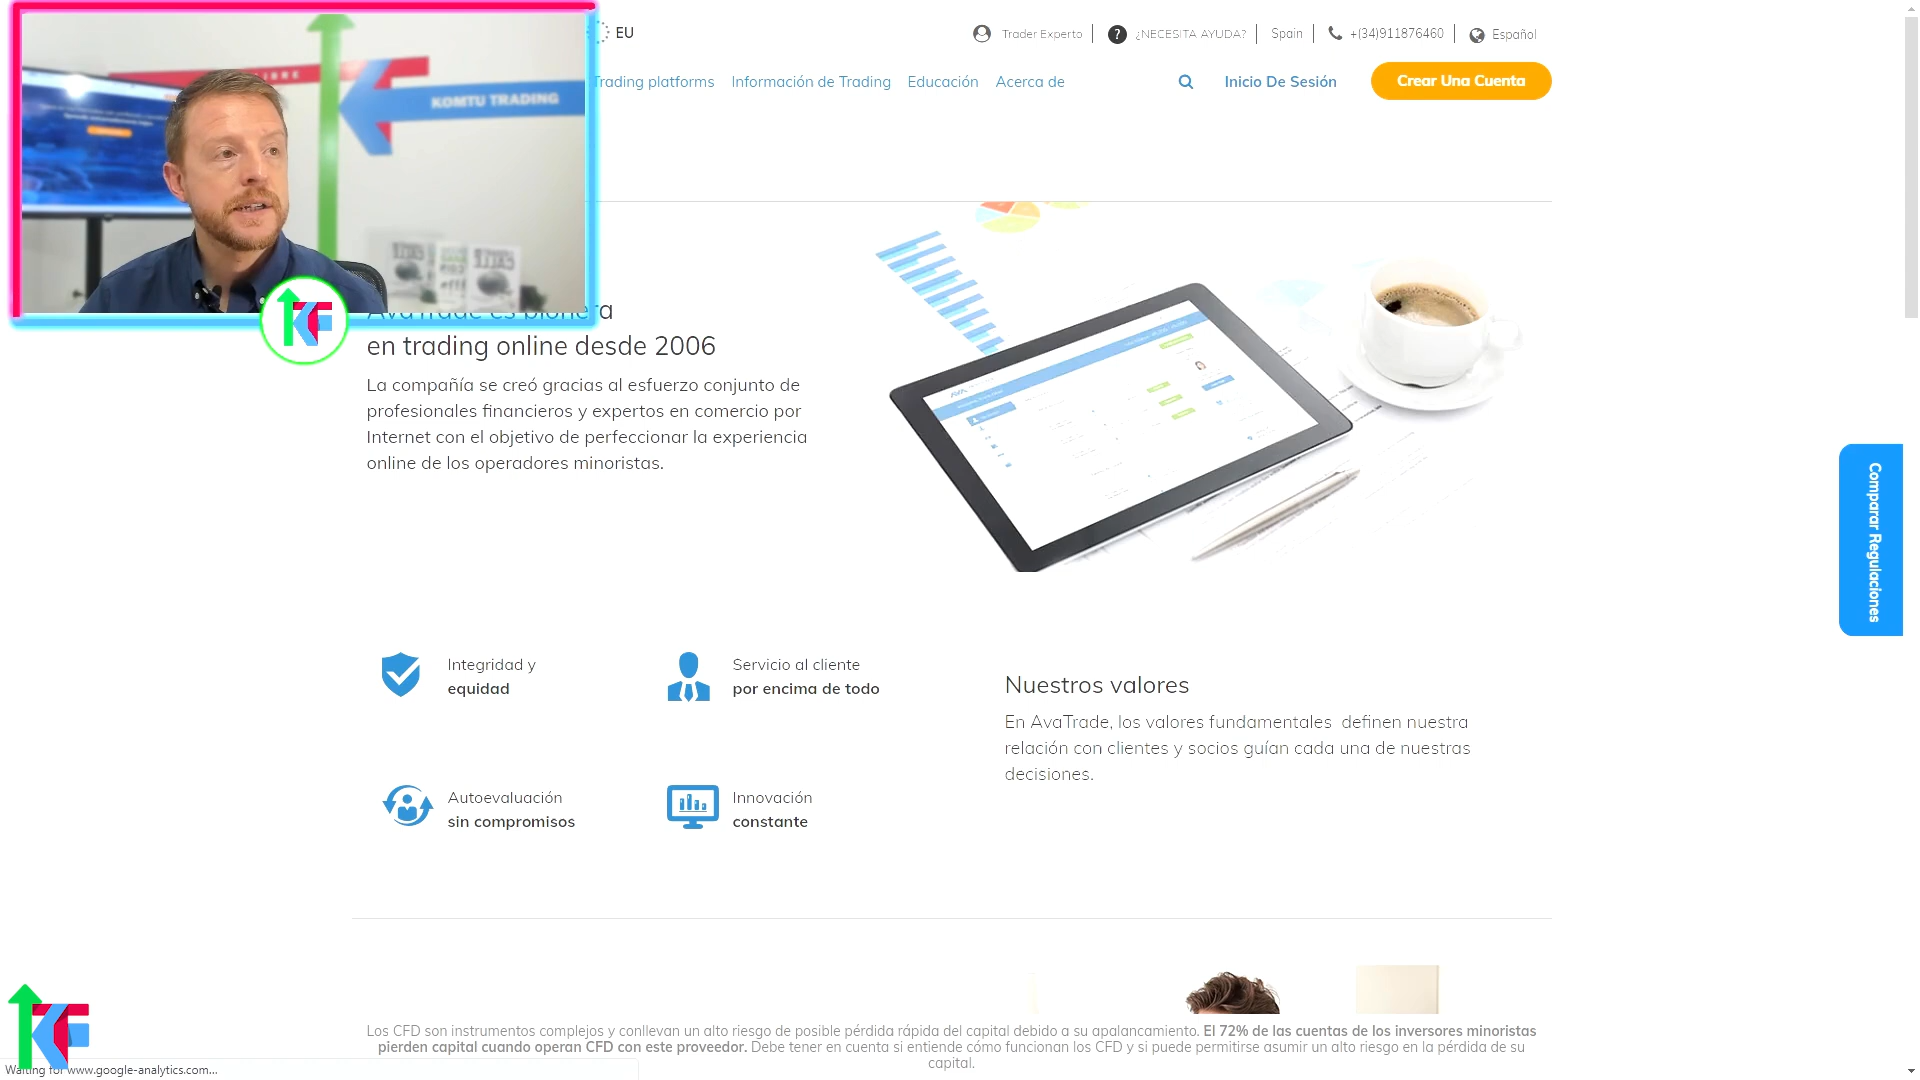 EU
Trader Experto
¿NECESITA AYUDA?
Spain
+(34)911876460
Español
Trading platforms
Información de Trading
Educación
Acerca de
Inicio De Sesión
Crear Una Cuenta
KOMTU TRADING
en trading online desde 2006
La compañía se creó gracias al esfuerzo conjunto de
profesionales financieros y expertos en comercio por
Internet con el objetivo de perfeccionar la experiencia
online de los operadores minoristas.
Comparar Regulaciones
Integridad y
equidad
Servicio al cliente
por encima de todo
Autoevaluación
sin compromisos
Innovación
constante
Nuestros valores
En AvaTrade, los valores fundamentales definen nuestra
relación con clientes y socios guían cada una de nuestras
decisiones.
Los CFD son instrumentos complejos y conllevan un alto riesgo de posible pérdida rápida del capital debido a su apalancamiento. El 72% de las cuentas de los inversores minoristas
pierden capital cuando operan CFD con este proveedor. Debe tener en cuenta si entiende cómo funcionan los CFD y si puede permitirse asumir un alto riesgo en la pérdida de su
capital.
Waiting for www.google-analytics.com...